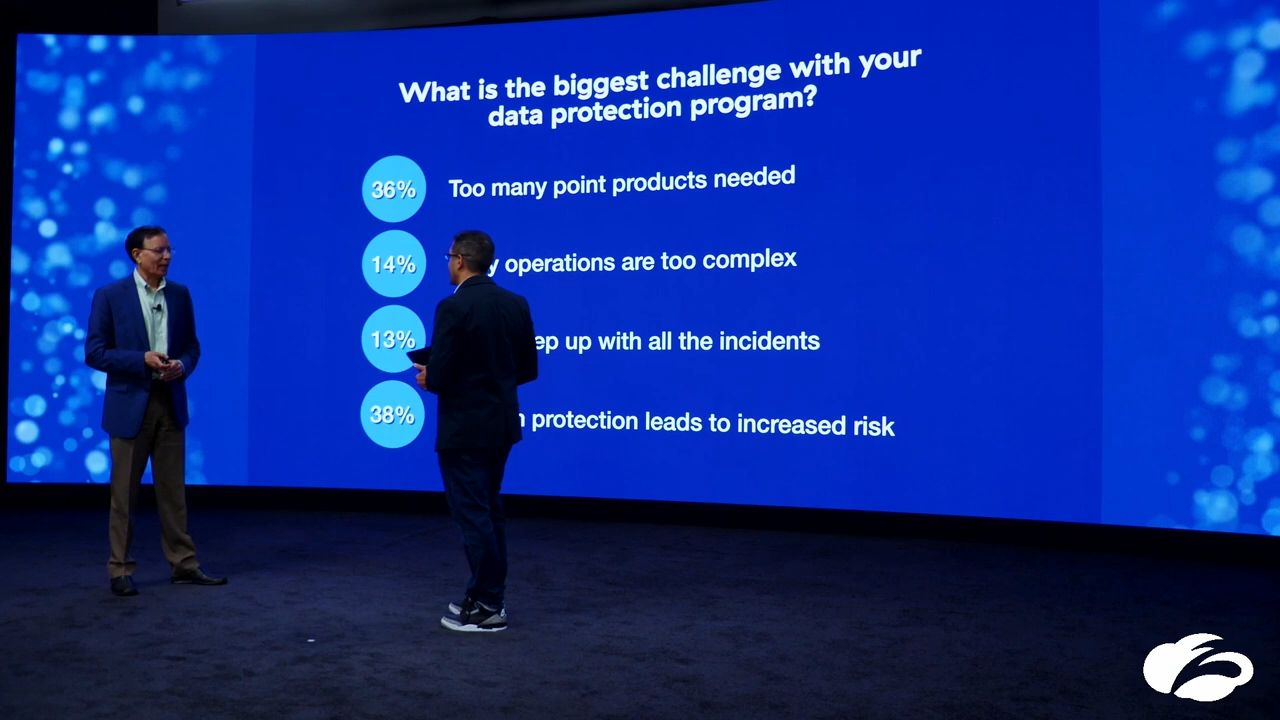 What is the biggest challenge with your
data protection program?
36% Too many point products needed
14% operations are too complex
13% up with all the incidents
38% protection leads to increased risk